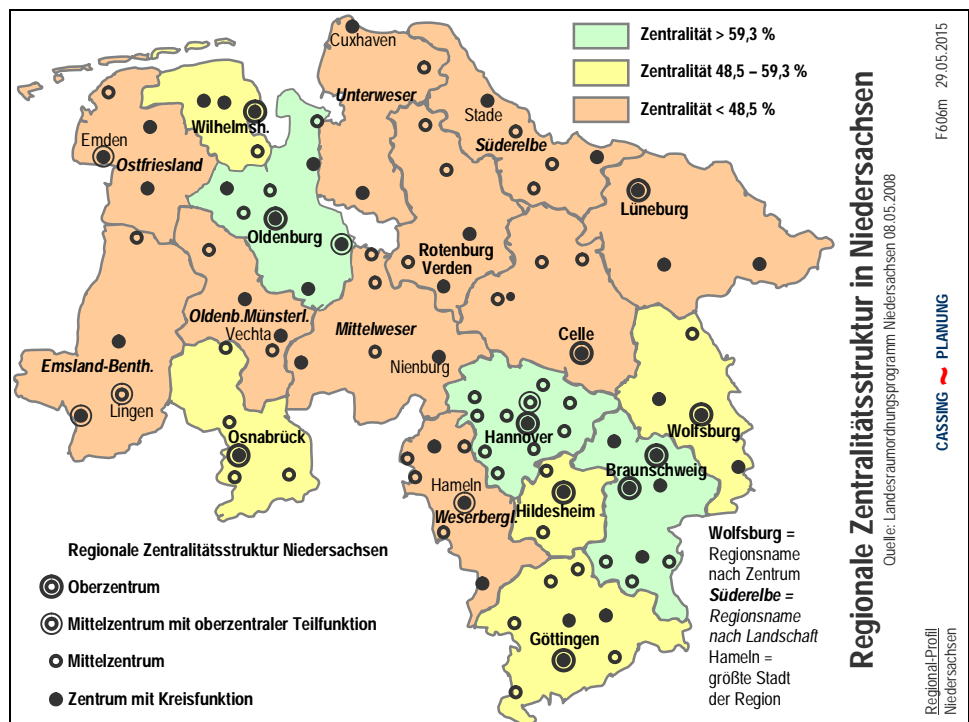 Zentralität > 59,3 %
Zentralität 48,5 – 59,3 %
Zentralität < 48,5 %
Cuxhaven
Unterweser
Stade
Süderelbe
Wilhelmsh.
Emden
Ostfriesland
Lüneburg
Oldenburg
Rotenburg
Verden
Oldenb.Münsterl.
Vechta
Mittelweser
Nienburg
Celle
Emsland-Benth.
Lingen
Osnabrück
Hannover
Wolfsburg
Braunschweig
Hameln
Weserbergl.
Hildesheim
Göttingen
Regionale Zentralitätsstruktur Niedersachsen
Oberzentrum
Mittelzentrum mit oberzentraler Teilfunktion
Mittelzentrum
Zentrum mit Kreisfunktion
Wolfsburg =
Regionsname
nach Zentrum
Süderelbe =
Regionsname
nach Landschaft
Hameln =
größte Stadt
der Region
Regionale Zentralitätsstruktur in Niedersachsen
Quelle: Landesraumordnungsprogramm Niedersachsen 08.05.2008
F606m 29.05.2015
CASSING ~ PLANUNG
Regional-Profil
Niedersachsen